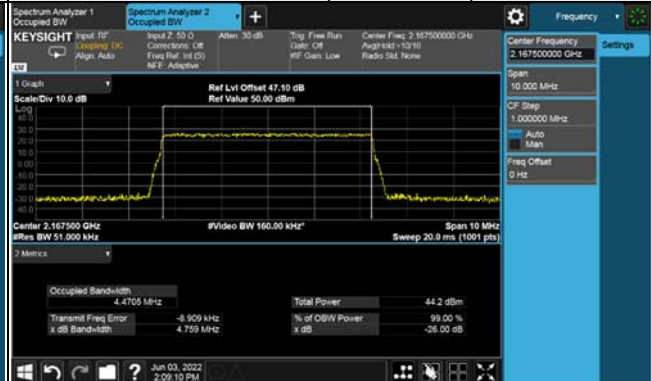 Spectrum Analyzer 1
Occupied BW
Spectrum Analyzer 2
Occupied BW
+
Frequency
KEYSIGHT
Input: RF
Coupling: DC
Align: Auto
Input Z: 50 Ω
Corrections: Off
Freq Ref: Int (S)
NFE: Adaptive
Atten: 30 dB
Trig: Free Run
Gate: Off
#IF Gain: Low
Center Freq: 2.167500000 GHz
Avg|Hold:>10/10
Radio Std: None
Center Frequency
2.167500000 GHz
Settings
Span
10.000 MHz
CF Step
1.000000 MHz
Auto
Man
Freq Offset
0 Hz
1 Graph
Scale/Div 10.0 dB
Ref Lvl Offset 47.10 dB
Ref Value 50.00 dBm
Log
40.0
30.0
20.0
10.0
0.00
-10.0
-20.0
-30.0
-40.0
Center 2.167500 GHz
#Res BW 51.000 kHz
#Video BW 160.00 kHz*
Span 10 MHz
Sweep 20.0 ms (1001 pts)
2 Metrics
Occupied Bandwidth
4.4705 MHz
Total Power 44.2 dBm
Transmit Freq Error -8.909 kHz
% of OBW Power 99.00 %
x dB Bandwidth 4.759 MHz
x dB -26.00 dB
?
Jun 03, 2022
2:09:10 PM